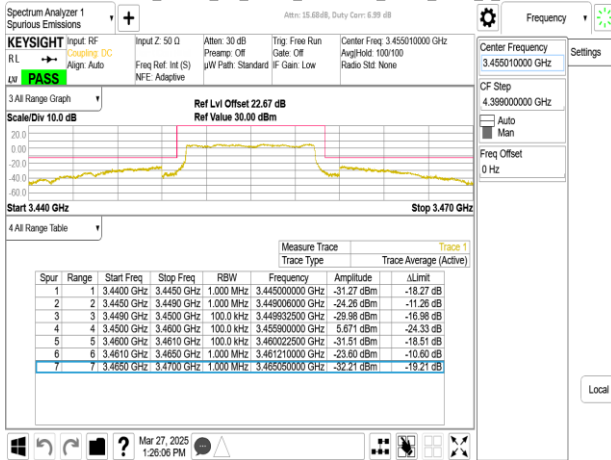 Spectrum Analyzer 1
Spurious Emissions
Attn: 15.68dB, Duty Corr: 6.99 dB
Frequency
KEYSIGHT
RL
PASS
Input: RF
Coupling: DC
Align: Auto
Input Z: 50 Ω
Freq Ref: Int (S)
NFE: Adaptive
Atten: 30 dB
Preamp: Off
µW Path: Standard
Trig: Free Run
Gate: Off
IF Gain: Low
Center Freq: 3.455010000 GHz
Avg|Hold: 100/100
Radio Std: None
Center Frequency
3.455010000 GHz
Settings
CF Step
4.399000000 GHz
Auto
Man
Freq Offset
0 Hz
Local
3 All Range Graph
Scale/Div 10.0 dB
Ref Lvl Offset 22.67 dB
Ref Value 30.00 dBm
20.0
0.00
-20.0
-40.0
-60.0
Start 3.440 GHz
Stop 3.470 GHz
4 All Range Table
Measure Trace Trace 1
Trace Type Trace Average (Active)
Spur Range Start Freq Stop Freq RBW Frequency Amplitude ΔLimit
1 1 3.4400 GHz 3.4450 GHz 1.000 MHz 3.445000000 GHz -31.27 dBm -18.27 dB
2 2 3.4450 GHz 3.4490 GHz 1.000 MHz 3.449006000 GHz -24.26 dBm -11.26 dB
3 3 3.4490 GHz 3.4500 GHz 100.0 kHz 3.449932500 GHz -29.98 dBm -16.98 dB
4 4 3.4500 GHz 3.4600 GHz 100.0 kHz 3.455900000 GHz 5.671 dBm -24.33 dB
5 5 3.4600 GHz 3.4610 GHz 100.0 kHz 3.460022500 GHz -31.51 dBm -18.51 dB
6 6 3.4610 GHz 3.4650 GHz 1.000 MHz 3.461210000 GHz -23.60 dBm -10.60 dB
7 7 3.4650 GHz 3.4700 GHz 1.000 MHz 3.465050000 GHz -32.21 dBm -19.21 dB
Mar 27, 2025
1:26:06 PM